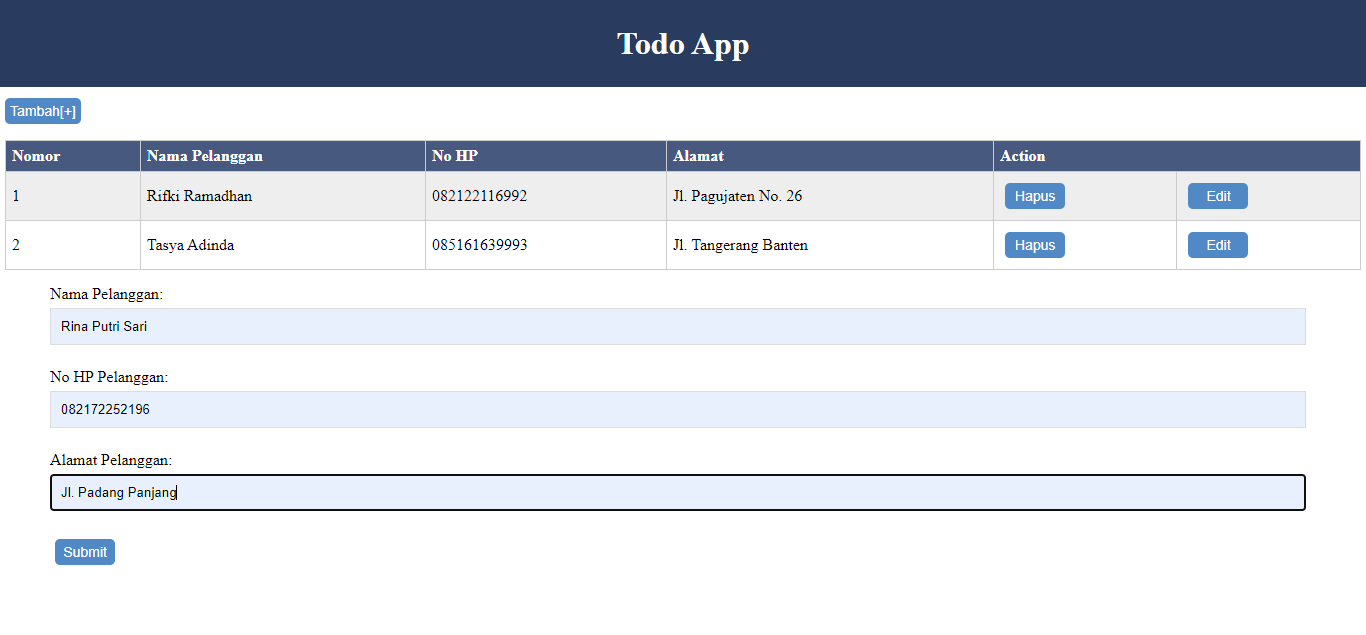 Todo App
Tambah[+]
Nomor Nama Pelanggan No HP Alamat Action
1 Rifki Ramadhan 082122116992 Jl. Pagujaten No. 26 Hapus Edit
2 Tasya Adinda 085161639993 Jl. Tangerang Banten Hapus Edit
Nama Pelanggan:
Rina Putri Sari
No HP Pelanggan:
082172252196
Alamat Pelanggan:
Jl. Padang Panjang
Submit